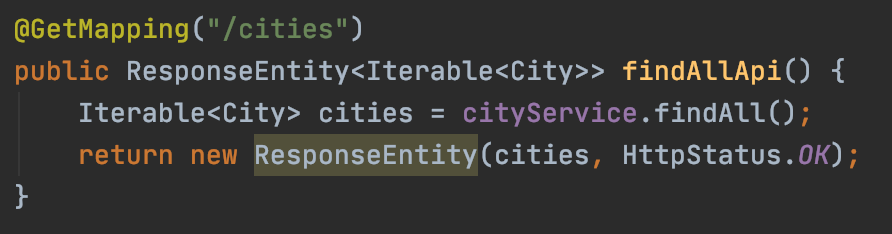 @GetMapping("/cities")
public ResponseEntity<Iterable<City>> findAllApi() {
    Iterable<City> cities = cityService.findAll();
    return new ResponseEntity(cities, HttpStatus.OK);
}